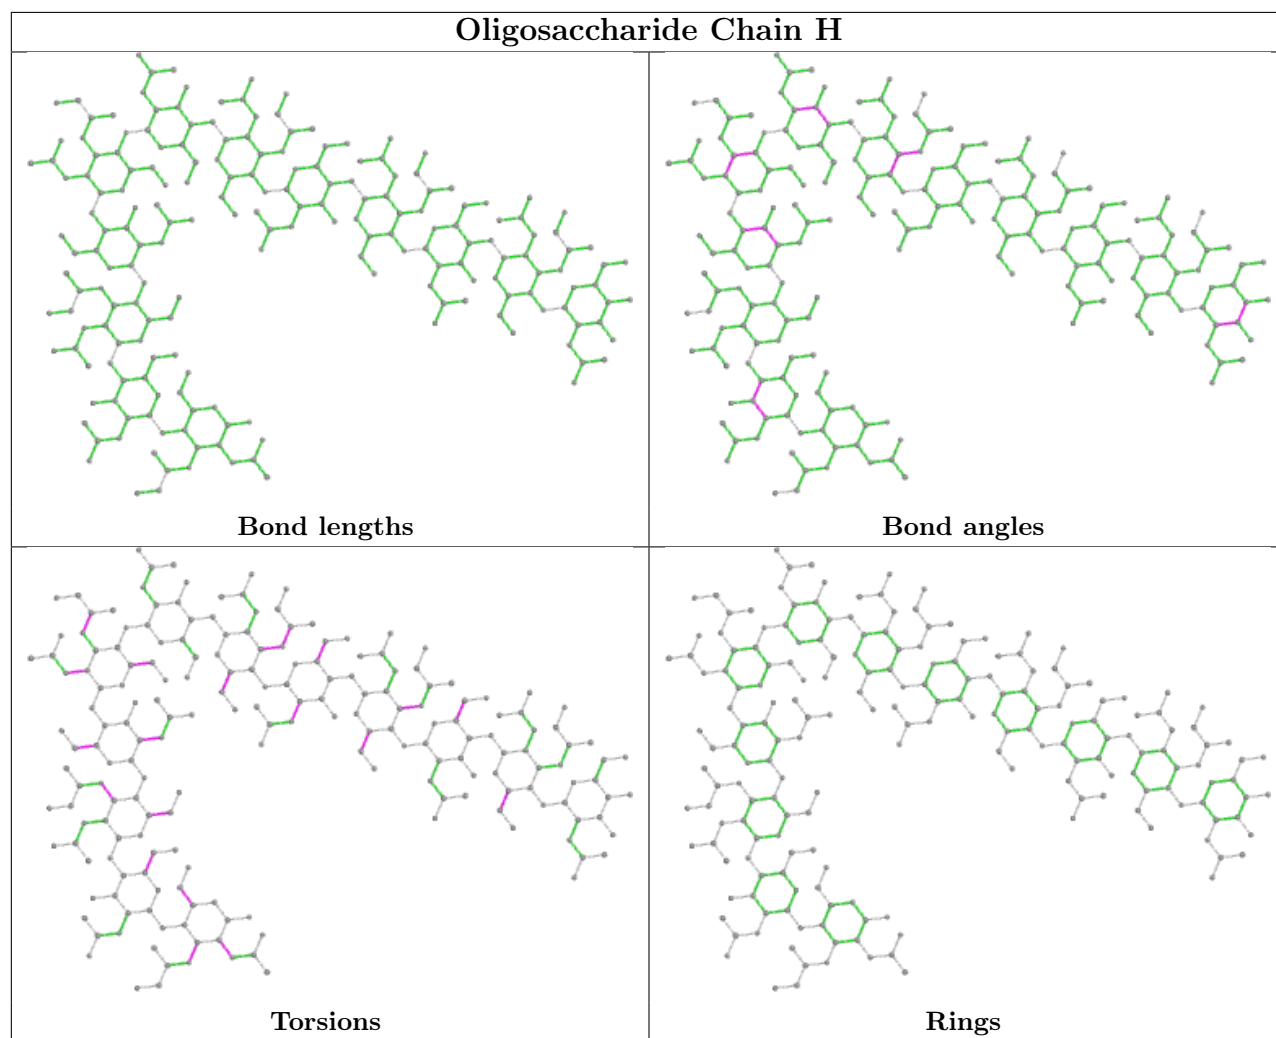 Oligosaccharide Chain H
Bond lengths
Bond angles
Torsions
Rings